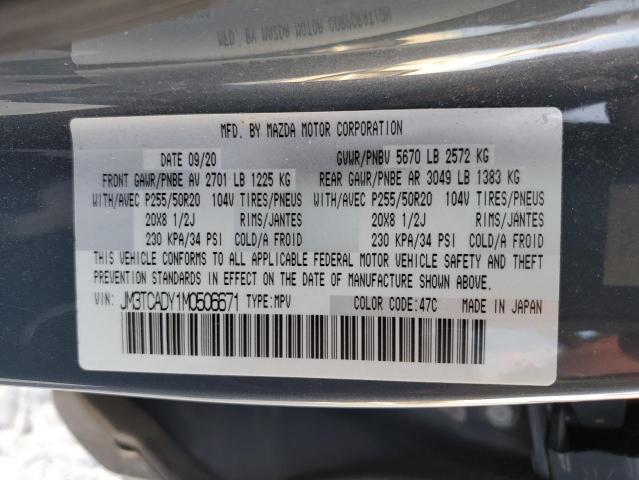 MFD. BY MAZDA MOTOR CORPORATION
DATE 09/20 GVWR/PNBV 5670 LB 2572 KG
FRONT GAWR/PNBE AV 2701 LB 1225 KG REAR GAWR/PNBE AR 3049 LB 1383 KG
WITH/AVEC P255/50R20 104V TIRES/PNEUS WITH/AVEC P255/50R20 104V TIRES/PNEUS
20X8 1/2J RIMS/JANTES 20X8 1/2J RIMS/JANTES
230 KPA/34 PSI COLD/A FROID 230 KPA/34 PSI COLD/A FROID
THIS VEHICLE CONFORMS TO ALL APPLICABLE FEDERAL MOTOR VEHICLE SAFETY AND THEFT
PREVENTION STANDARDS IN EFFECT ON THE DATE OF MANUFACTURE SHOWN ABOVE.
VIN: JM3TCADY1M0506671 TYPE:MPV COLOR CODE:47C MADE IN JAPAN